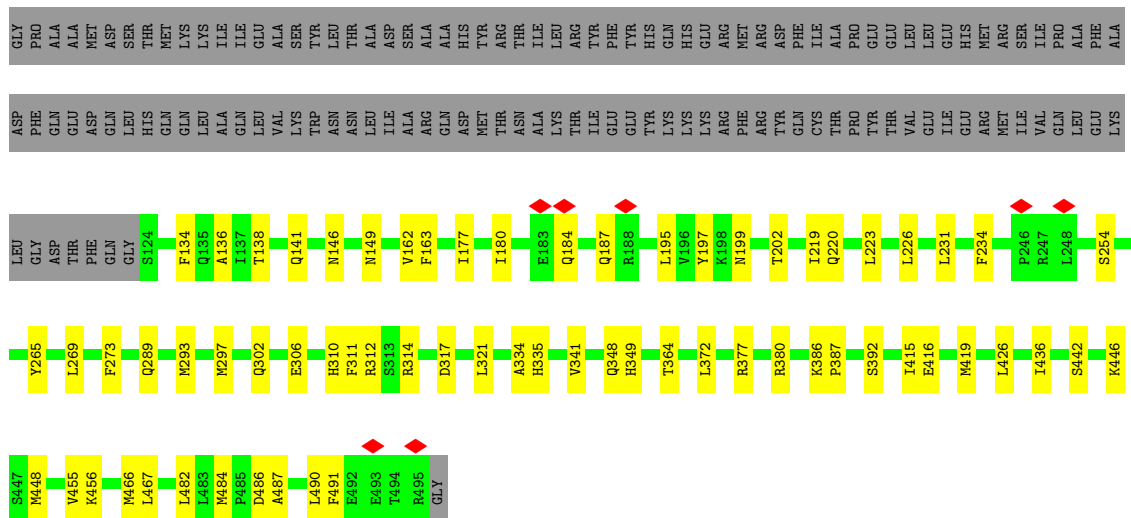 GLY PRO ALA ALA MET ASP SER THR MET LYS LYS ILE ILE GLU ALA SER TYR LEU THR ALA ASP SER ALA ALA HIS TYR ARG THR ILE LEU ARG TYR PHE TYR HIS GLN HIS GLU ARG MET ARG ASP PHE ILE ALA PRO GLU GLU LEU LEU GLU HIS MET ARG SER ILE PRO ALA PHE ALA
ASP PHE GLN GLU ASP GLN LEU HIS GLN GLN LEU ALA GLN LEU VAL LYS TRP ASN ASN LEU ILE ALA ARG GLN ASP MET THR ASN ALA LYS THR ILE GLU GLU TYR LYS LYS LYS ARG PHE ARG TYR GLN CYS THR PRO TYR THR VAL GLU ILE GLU ARG MET ILE VAL GLN LEU GLU LYS
LEU GLY ASP THR PHE GLN GLY S124 F134 Q135 A136 I137 T138 Q141 N146 N149 V162 F163 I177 I180 E183 Q184 Q187 R188 L195 V196 Y197 K198 N199 T202 I219 Q220 L223 L226 L231 F234 P246 R247 L248 S254
Y265 L269 F273 Q289 M293 M297 Q302 E306 H310 F311 R312 S313 R314 D317 L321 A334 H335 V341 Q348 H349 T364 L372 R377 R380 K386 P387 S392 I415 E416 M419 L426 I436 S442 K446
S447 M448 V455 K456 M466 L467 L482 L483 M484 P485 D486 A487 L490 F491 E492 E493 T494 R495 GLY